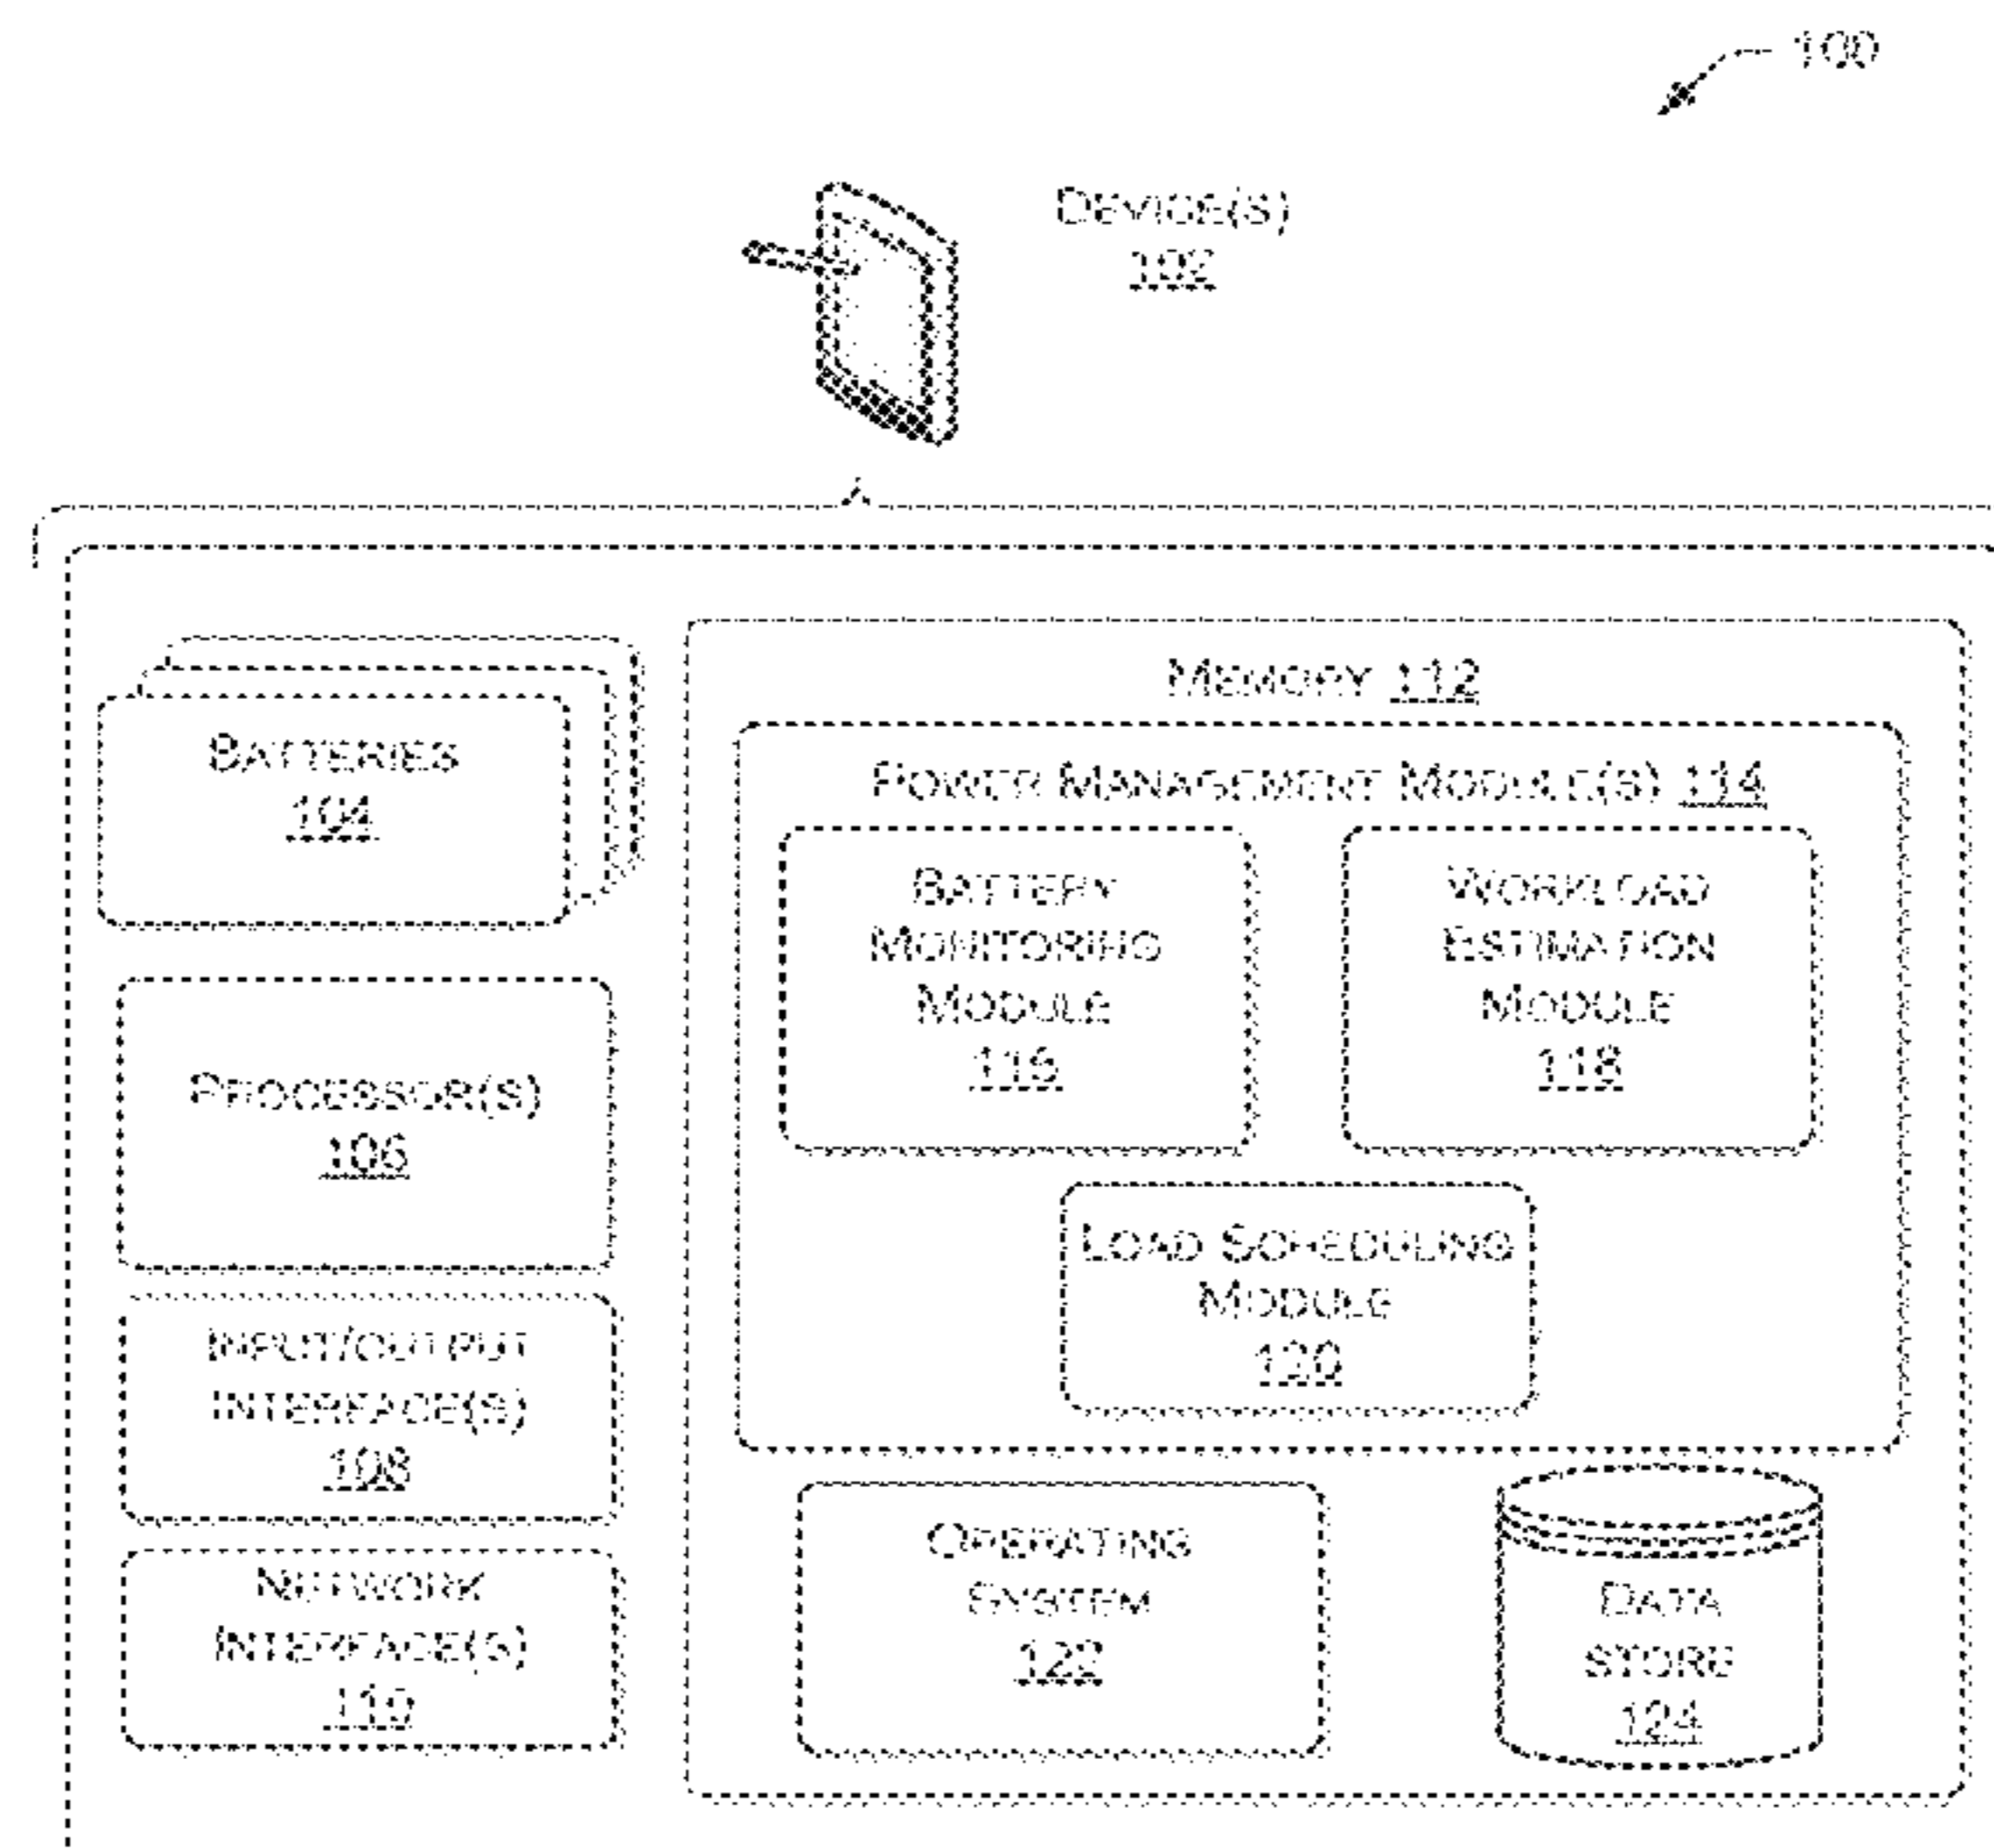 100
DEVICE(S)
102
BATTERIES
104
PROCESSOR(S)
106
INPUT/OUTPUT
INTERFACE(S)
108
NETWORK
INTERFACE(S)
110
MEMORY 112
POWER MANAGEMENT MODULE(S) 114
BATTERY
MONITORING
MODULE
116
WORKLOAD
ESTIMATION
MODULE
118
LOAD SCHEDULING
MODULE
120
OPERATING
SYSTEM
122
DATA
STORE
124